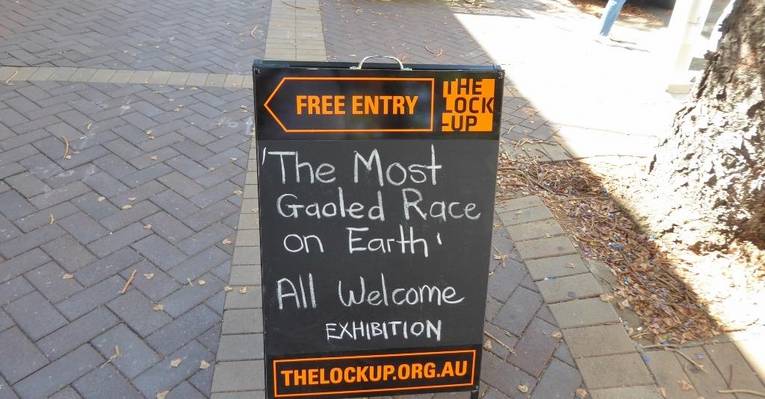 FREE ENTRY
THE
LOCK
-UP
'The Most
Gaoled Race
on Earth'
All Welcome
EXHIBITION
THELOCKUP.ORG.AU